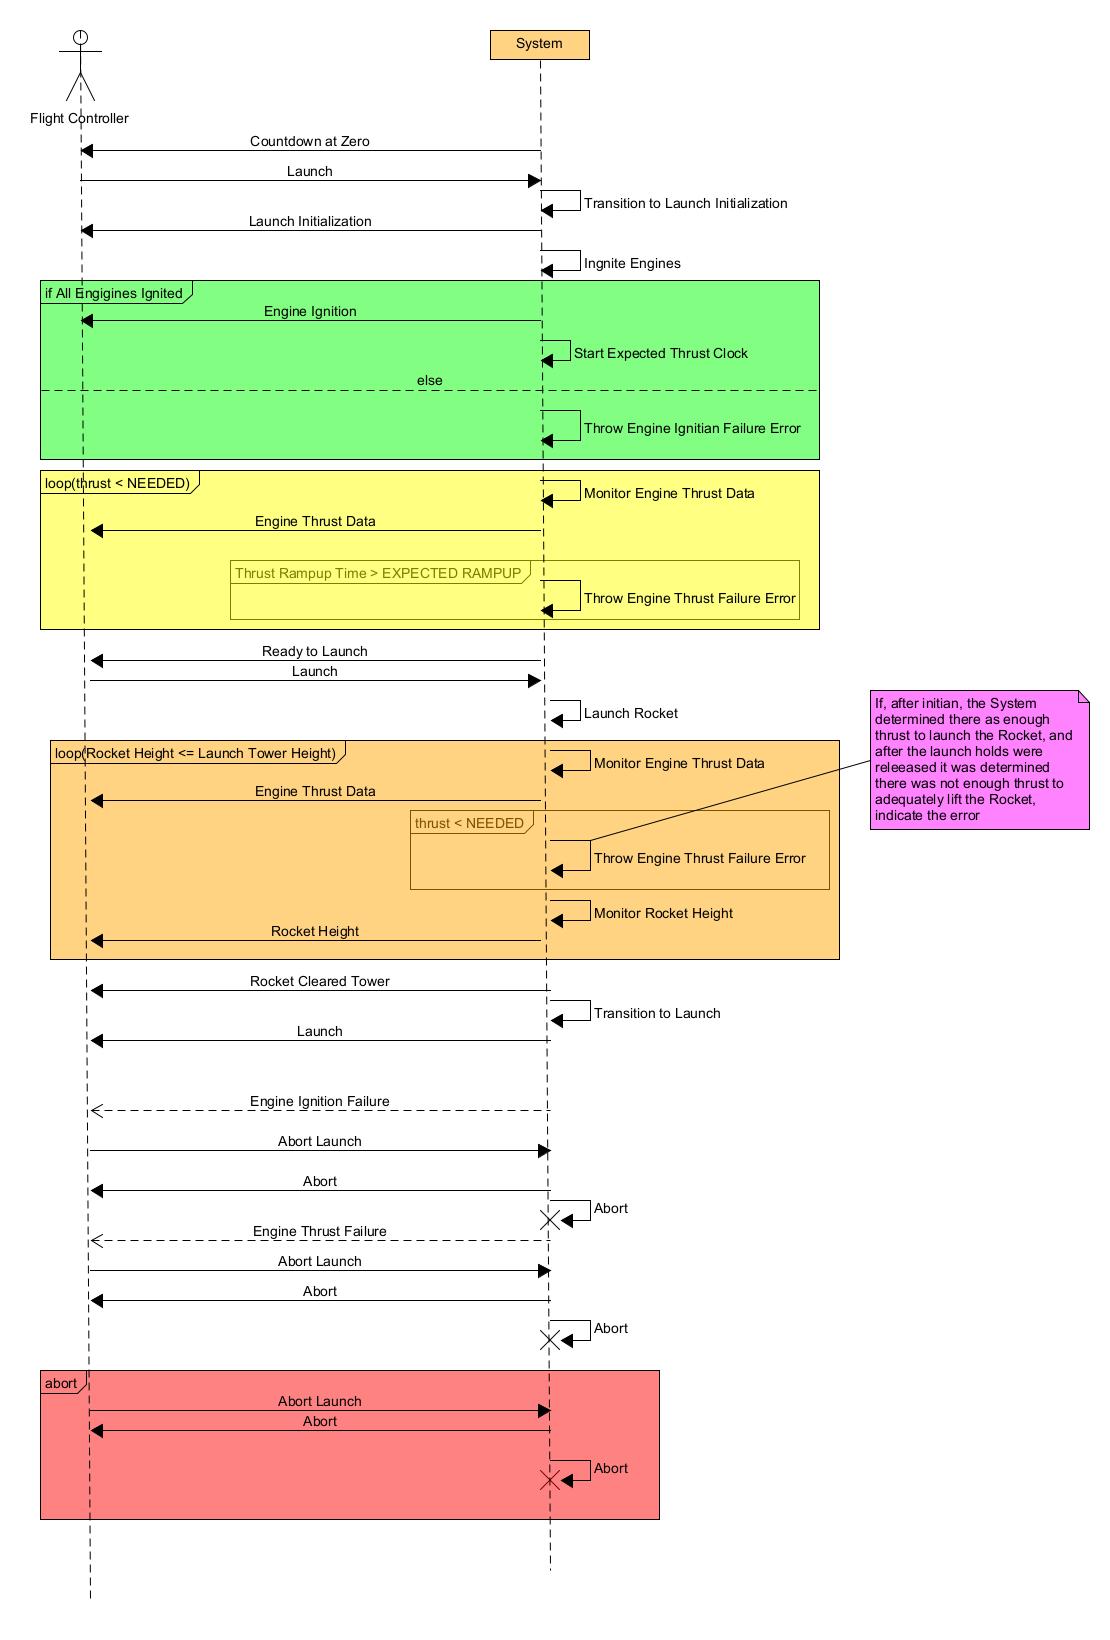 System
Flight Controller
Countdown at Zero
Launch
Transition to Launch Initialization
Launch Initialization
Ingnite Engines
if All Engigines Ignited
Engine Ignition
Start Expected Thrust Clock
else
Throw Engine Ignitian Failure Error
loop(thrust < NEEDED)
Monitor Engine Thrust Data
Engine Thrust Data
Thrust Rampup Time > EXPECTED RAMPUP
Throw Engine Thrust Failure Error
Ready to Launch
Launch
Launch Rocket
If, after initian, the System
determined there as enough
thrust to launch the Rocket, and
after the launch holds were
releeased it was determined
there was not enough thrust to
adequately lift the Rocket,
indicate the error
loop(Rocket Height <= Launch Tower Height)
Monitor Engine Thrust Data
Engine Thrust Data
thrust < NEEDED
Throw Engine Thrust Failure Error
Monitor Rocket Height
Rocket Height
Rocket Cleared Tower
Transition to Launch
Launch
Engine Ignition Failure
Abort Launch
Abort
Abort
Engine Thrust Failure
Abort Launch
Abort
Abort
abort
Abort Launch
Abort
Abort